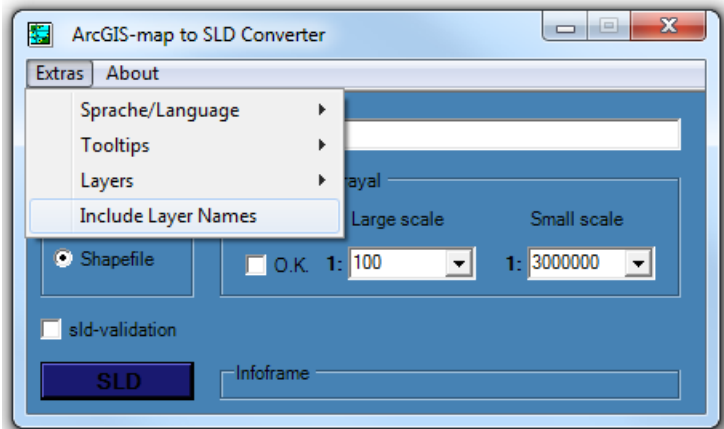 ArcGIS-map to SLD Converter
Extras About
Sprache/Language
Tooltips
Layers
Include Layer Names
Large scale Small scale
Shapefile O.K. 1: 100 1: 3000000
sld-validation
SLD Infoframe